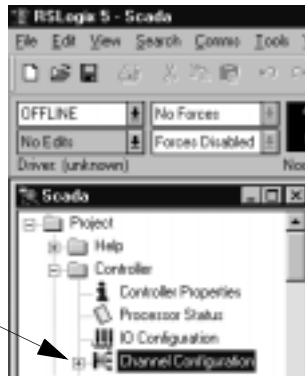 RSLogix 5 - Scada
File Edit View Search Comms Tools
OFFLINE No Forces
No Edits Forces Disabled
Driver: (unknown) No
Scada
Project
Help
Controller
Controller Properties
Processor Status
IO Configuration
Channel Configuration